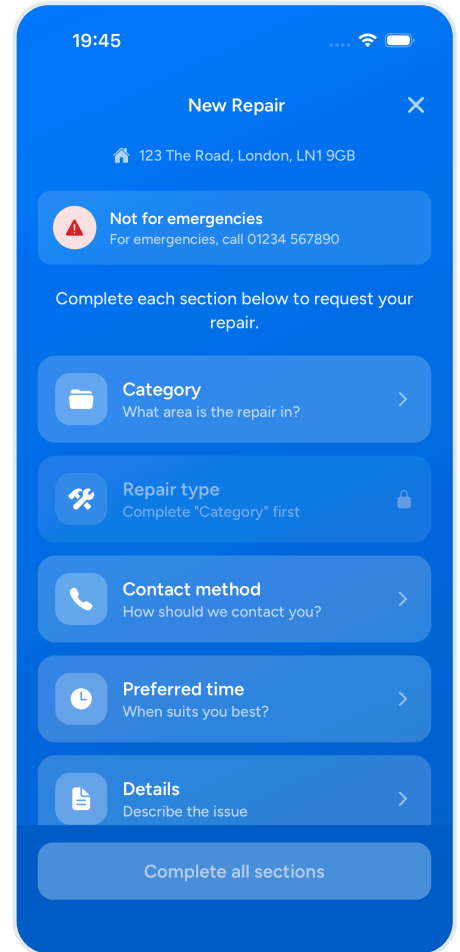 19:45
New Repair
123 The Road, London, LN1 9GB
Not for emergencies
For emergencies, call 01234 567890
Complete each section below to request your
repair.
Category
What area is the repair in?
Repair type
Complete "Category" first
Contact method
How should we contact you?
Preferred time
When suits you best?
Details
Describe the issue
Complete all sections